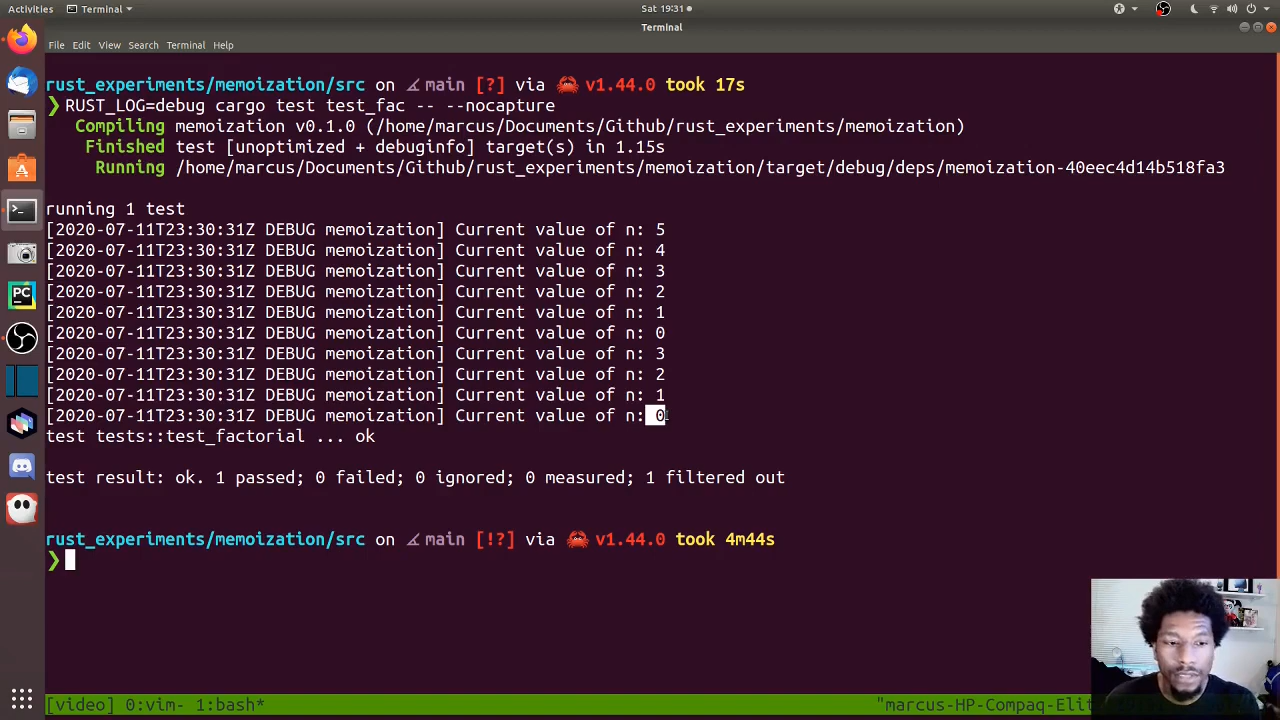 Activities Terminal Sat 19:31
Terminal
File Edit View Search Terminal Help
rust_experiments/memoization/src on main [?] via 🦀 v1.44.0 took 17s
❯ RUST_LOG=debug cargo test test_fac -- --nocapture
Compiling memoization v0.1.0 (/home/marcus/Documents/Github/rust_experiments/memoization)
Finished test [unoptimized + debuginfo] target(s) in 1.15s
Running /home/marcus/Documents/Github/rust_experiments/memoization/target/debug/deps/memoization-40eec4d14b518fa3
running 1 test
[2020-07-11T23:30:31Z DEBUG memoization] Current value of n: 5
[2020-07-11T23:30:31Z DEBUG memoization] Current value of n: 4
[2020-07-11T23:30:31Z DEBUG memoization] Current value of n: 3
[2020-07-11T23:30:31Z DEBUG memoization] Current value of n: 2
[2020-07-11T23:30:31Z DEBUG memoization] Current value of n: 1
[2020-07-11T23:30:31Z DEBUG memoization] Current value of n: 0
[2020-07-11T23:30:31Z DEBUG memoization] Current value of n: 3
[2020-07-11T23:30:31Z DEBUG memoization] Current value of n: 2
[2020-07-11T23:30:31Z DEBUG memoization] Current value of n: 1
[2020-07-11T23:30:31Z DEBUG memoization] Current value of n: 0
test tests::test_factorial ... ok
test result: ok. 1 passed; 0 failed; 0 ignored; 0 measured; 1 filtered out
rust_experiments/memoization/src on main [!?] via 🦀 v1.44.0 took 4m44s
❯
PC
[video] 0:vim- 1:bash* "marcus-HP-Compaq-Elit